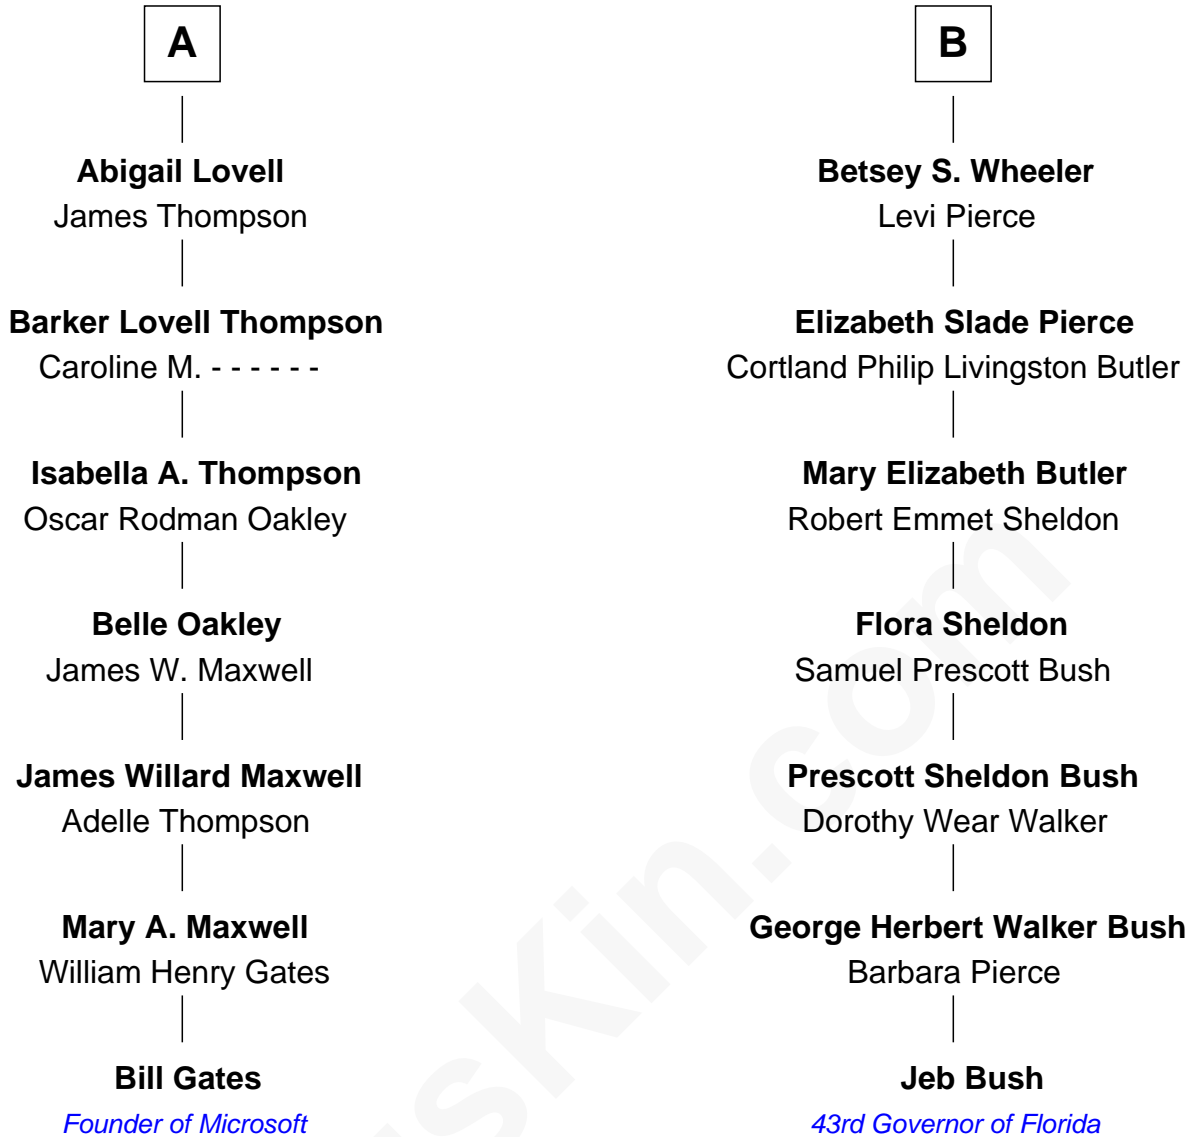 A
B
Abigail Lovell
James Thompson
Betsey S. Wheeler
Levi Pierce
Barker Lovell Thompson
Caroline M. - - - - - -
Elizabeth Slade Pierce
Cortland Philip Livingston Butler
Isabella A. Thompson
Oscar Rodman Oakley
Mary Elizabeth Butler
Robert Emmet Sheldon
Belle Oakley
James W. Maxwell
Flora Sheldon
Samuel Prescott Bush
James Willard Maxwell
Adelle Thompson
Prescott Sheldon Bush
Dorothy Wear Walker
Mary A. Maxwell
William Henry Gates
George Herbert Walker Bush
Barbara Pierce
Bill Gates
Founder of Microsoft
Jeb Bush
43rd Governor of Florida
sKin.com